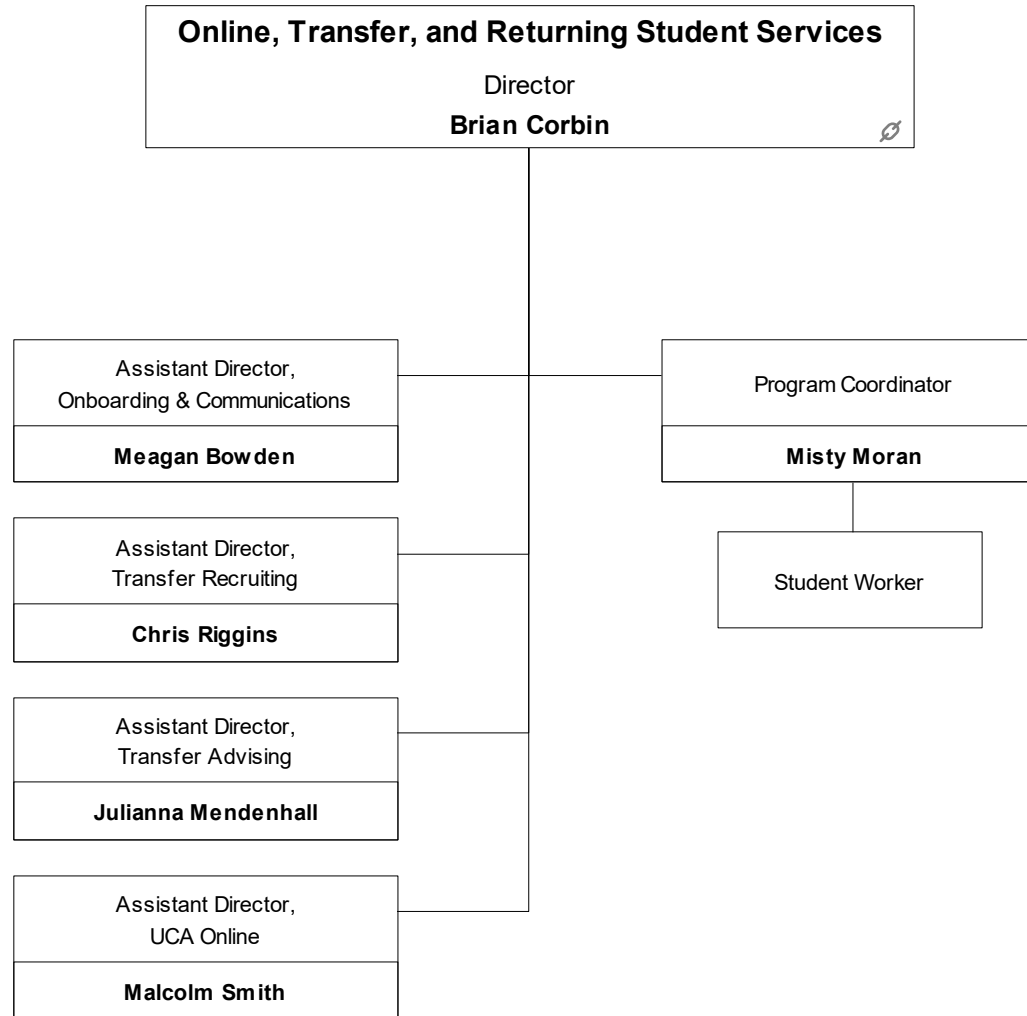 Online, Transfer, and Returning Student Services
Director
Brian Corbin
Assistant Director,
Onboarding & Communications
Meagan Bowden
Program Coordinator
Misty Moran
Assistant Director,
Transfer Recruiting
Chris Riggins
Student Worker
Assistant Director,
Transfer Advising
Julianna Mendenhall
Assistant Director,
UCA Online
Malcolm Smith